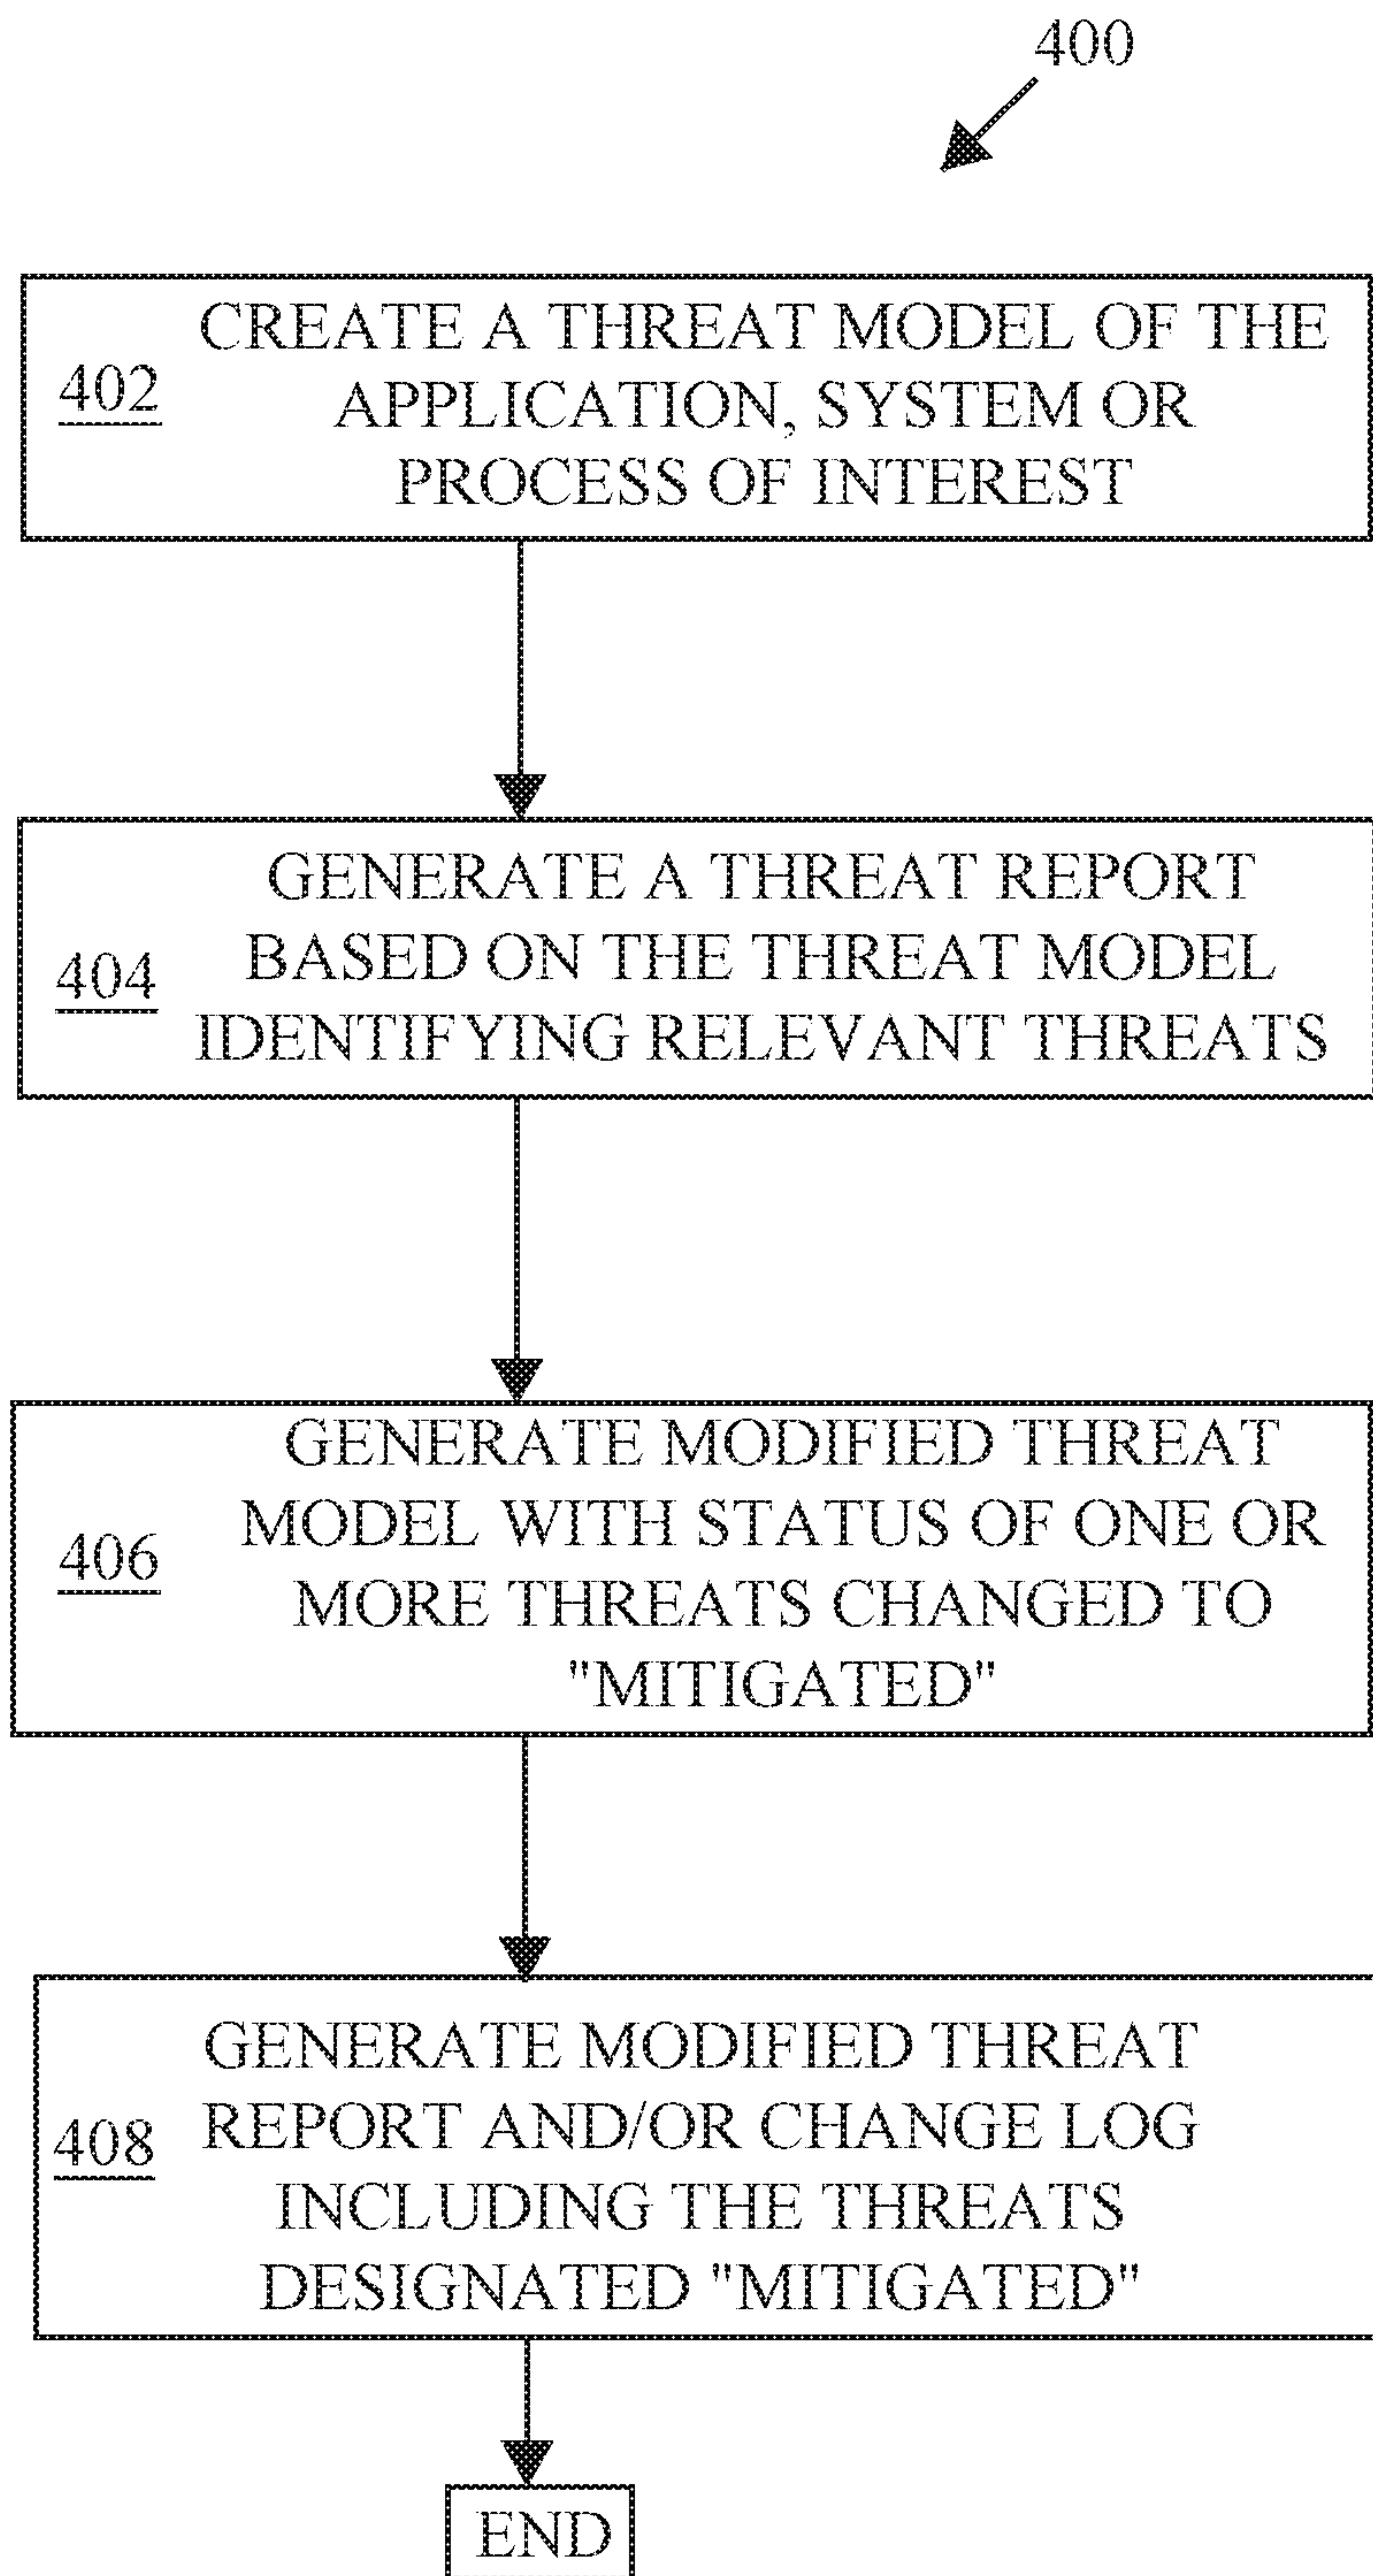 400
CREATE A THREAT MODEL OF THE
402
APPLICATION, SYSTEM OR
PROCESS OF INTEREST
GENERATE A THREAT REPORT
BASED ON THE THREAT MODEL
404
IDENTIFYING RELEVANT THREATS
GENERATE MODIFIED THREAT
MODEL WITH STATUS OF ONE OR
406
MORE THREATS CHANGED TO
"MITIGATED"
GENERATE MODIFIED THREAT
REPORT AND/OR CHANGE LOG
408
INCLUDING THE THREATS
DESIGNATED "MITIGATED"
END